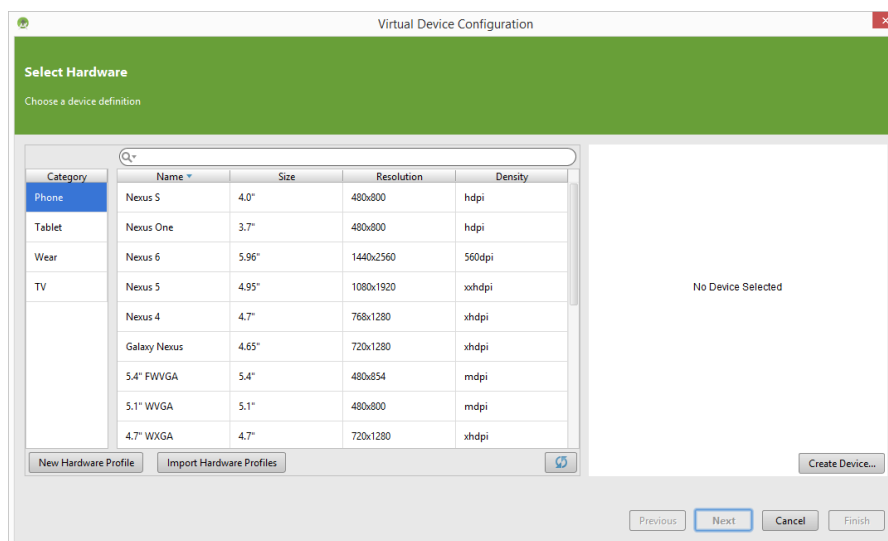 Virtual Device Configuration
Select Hardware
Choose a device definition
Category Name Size Resolution Density
Phone Nexus S 4.0" 480x800 hdpi
Tablet Nexus One 3.7" 480x800 hdpi
Wear Nexus 6 5.96" 1440x2560 560dpi
TV Nexus 5 4.95" 1080x1920 xxhdpi
Nexus 4 4.7" 768x1280 xhdpi
Galaxy Nexus 4.65" 720x1280 xhdpi
5.4" FWVGA 5.4" 480x854 mdpi
5.1" WVGA 5.1" 480x800 mdpi
4.7" WXGA 4.7" 720x1280 xhdpi
No Device Selected
New Hardware Profile Import Hardware Profiles Create Device...
Previous Next Cancel Finish